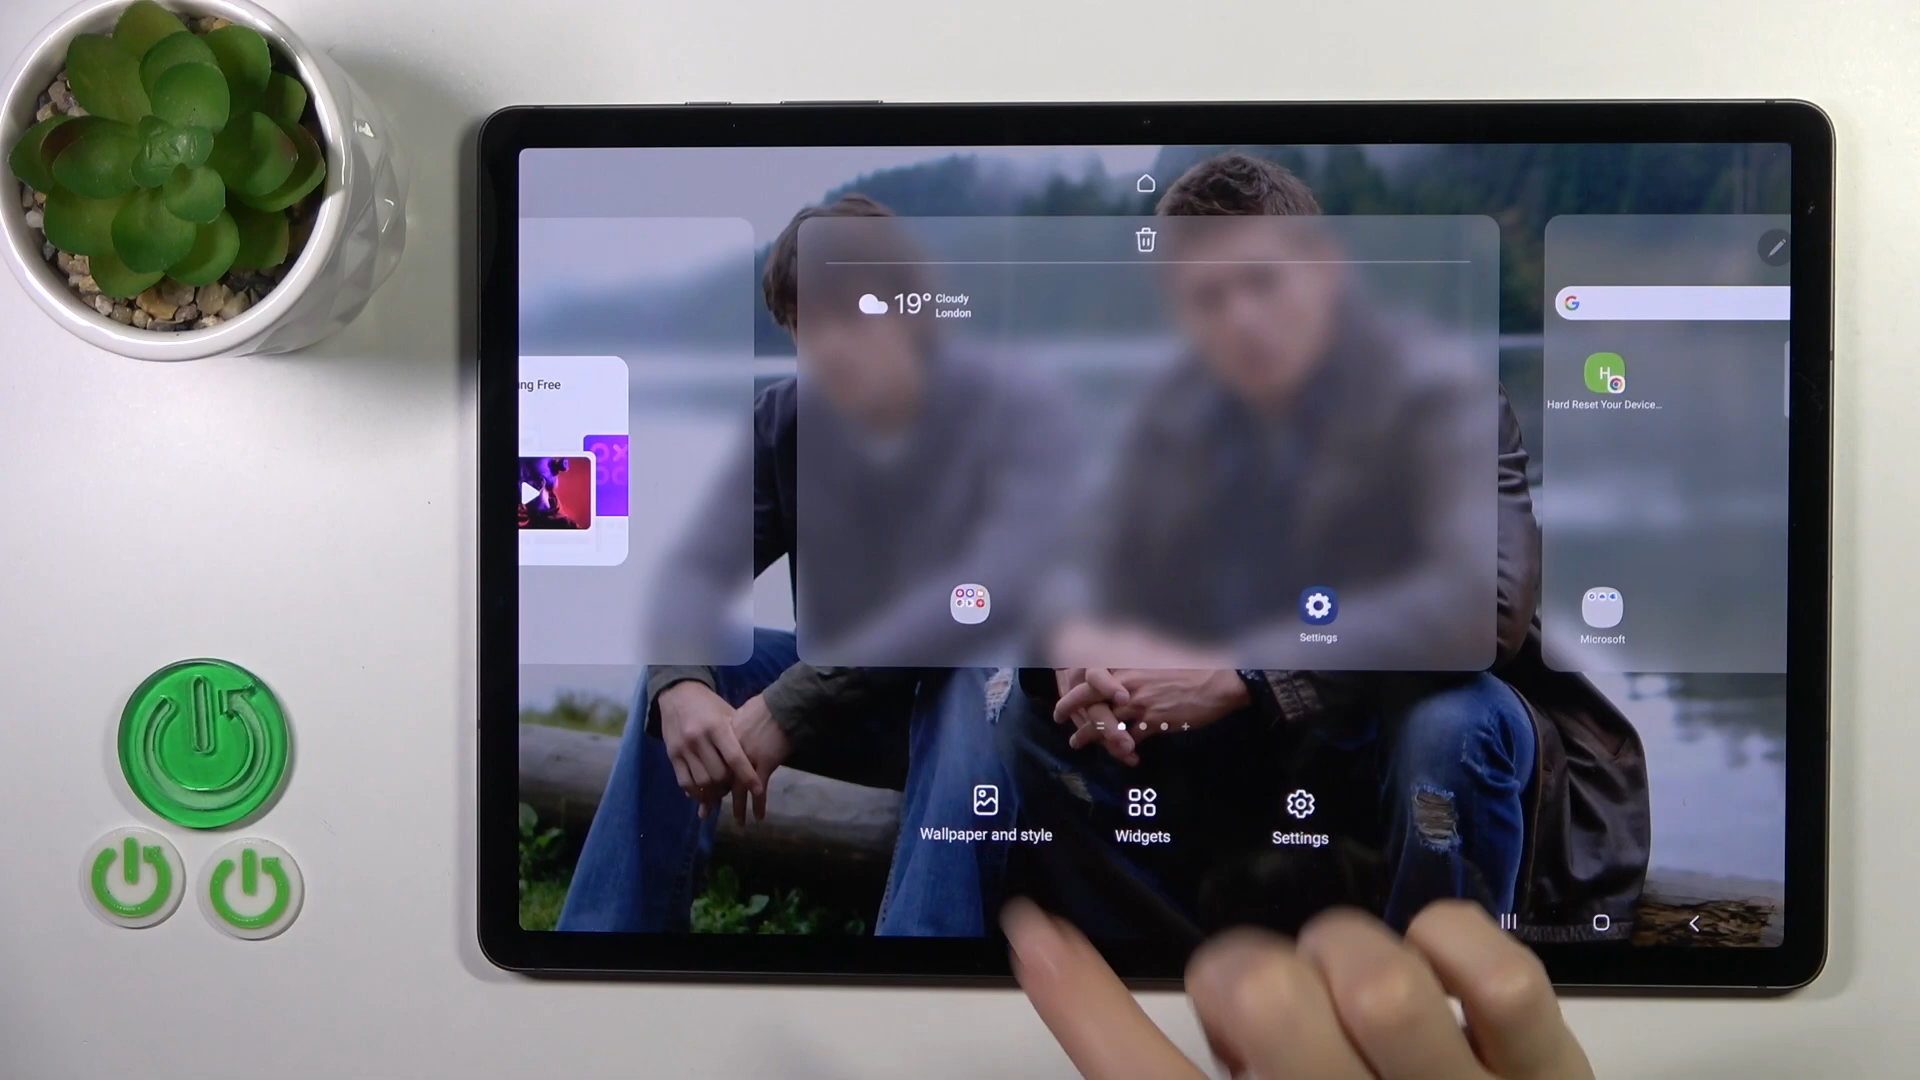 19° Cloudy
London
ng Free
G
H
Hard Reset Your Device...
Settings
Microsoft
Wallpaper and style
Widgets
Settings